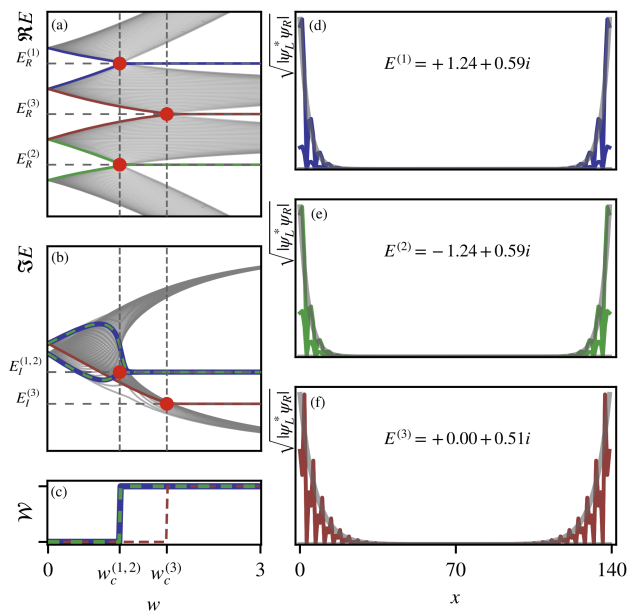 (a)
ℜE
E_R^{(1)}
E_R^{(3)}
E_R^{(2)}
(b)
ℑE
E_I^{(1,2)}
E_I^{(3)}
(c)
𝒲
0
w_c^{(1,2)}
w_c^{(3)}
3
w
(d)
√|ψ_L^* ψ_R|
E^{(1)} = +1.24+0.59i
(e)
√|ψ_L^* ψ_R|
E^{(2)} = −1.24+0.59i
(f)
√|ψ_L^* ψ_R|
E^{(3)} = +0.00+0.51i
0
70
140
x